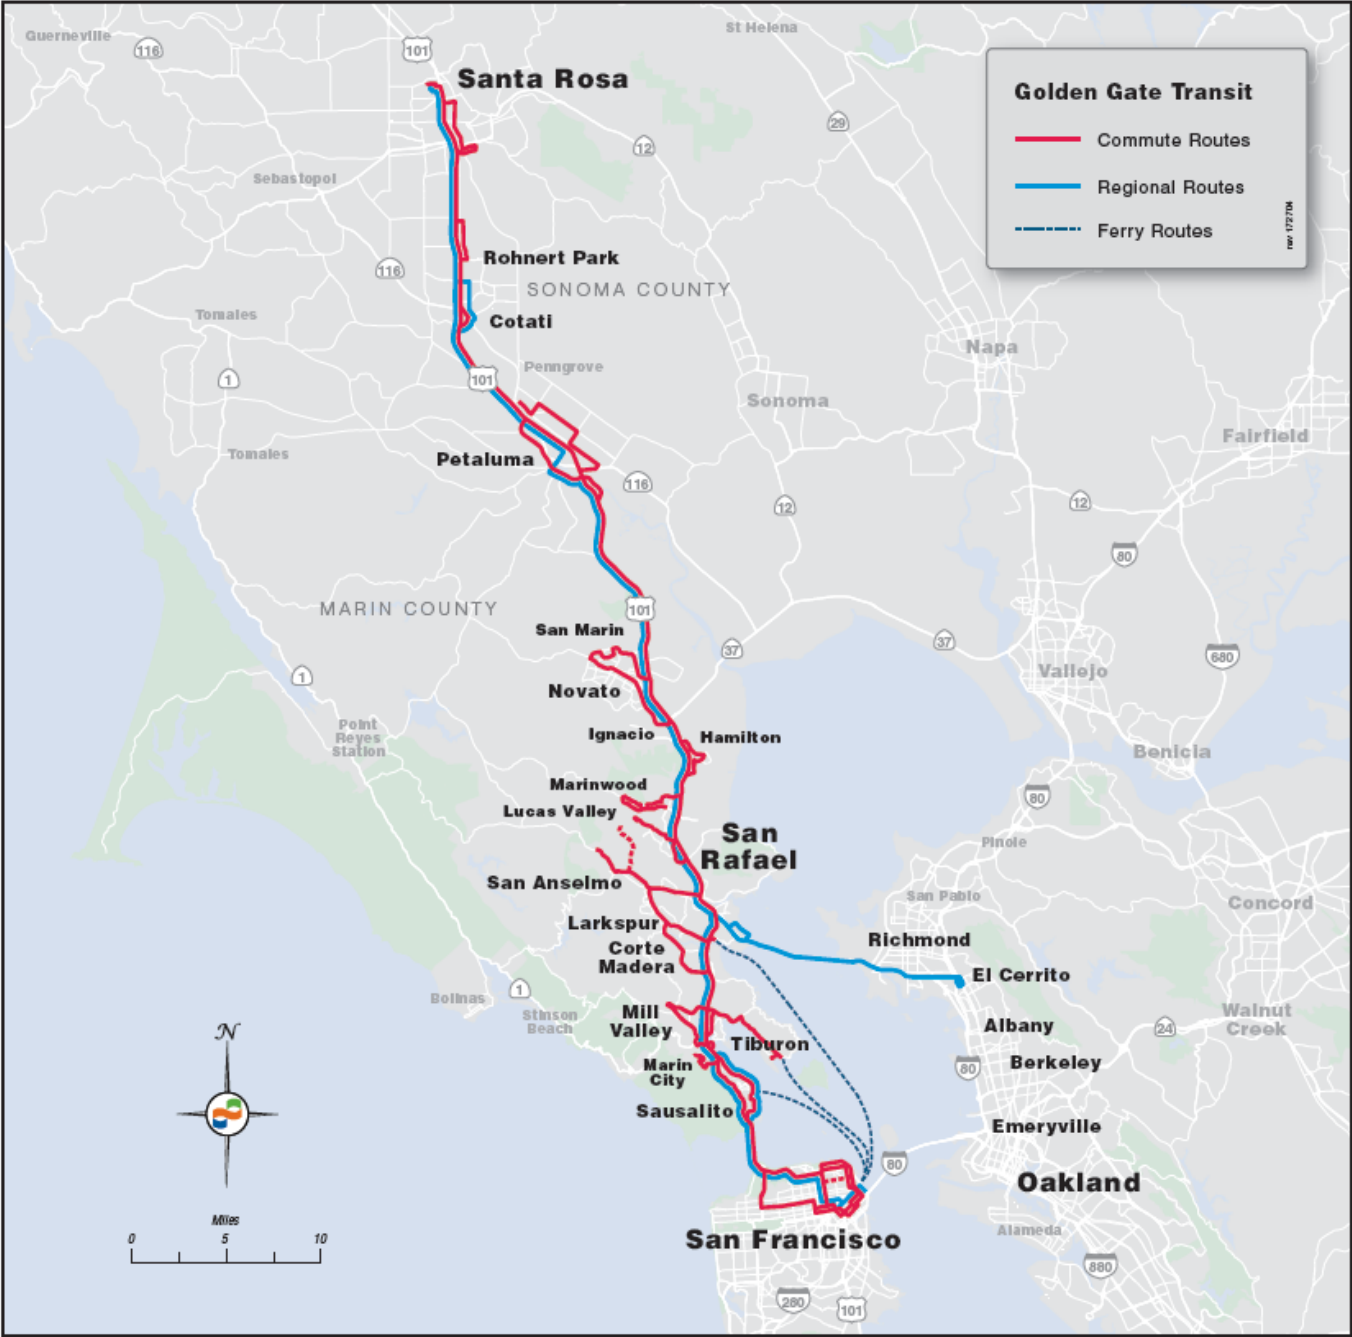 Guerneville
116
101
St Helena
Santa Rosa
Golden Gate Transit
Commute Routes
Regional Routes
Ferry Routes
29
12
Sebastopol
116
Rohnert Park
SONOMA COUNTY
Tomales
Cotati
Napa
1
101
Penngrove
Sonoma
Fairfield
Tomales
Petaluma
116
12
12
80
MARIN COUNTY
101
San Marin
37
37
680
1
Novato
Vallejo
Point
Reyes
Station
Ignacio
Hamilton
Benicia
Marinwood
80
Lucas Valley
San
Rafael
Pinole
San Anselmo
San Pablo
Concord
Larkspur
Richmond
Corte
Madera
El Cerrito
Bolinas
1
Stinson
Beach
Mill
Valley
Albany
24
Walnut
Creek
N
Tiburon
Berkeley
Marin
City
80
Sausalito
Emeryville
80
Oakland
Miles
0 5 10
San Francisco
Alameda
880
280
101